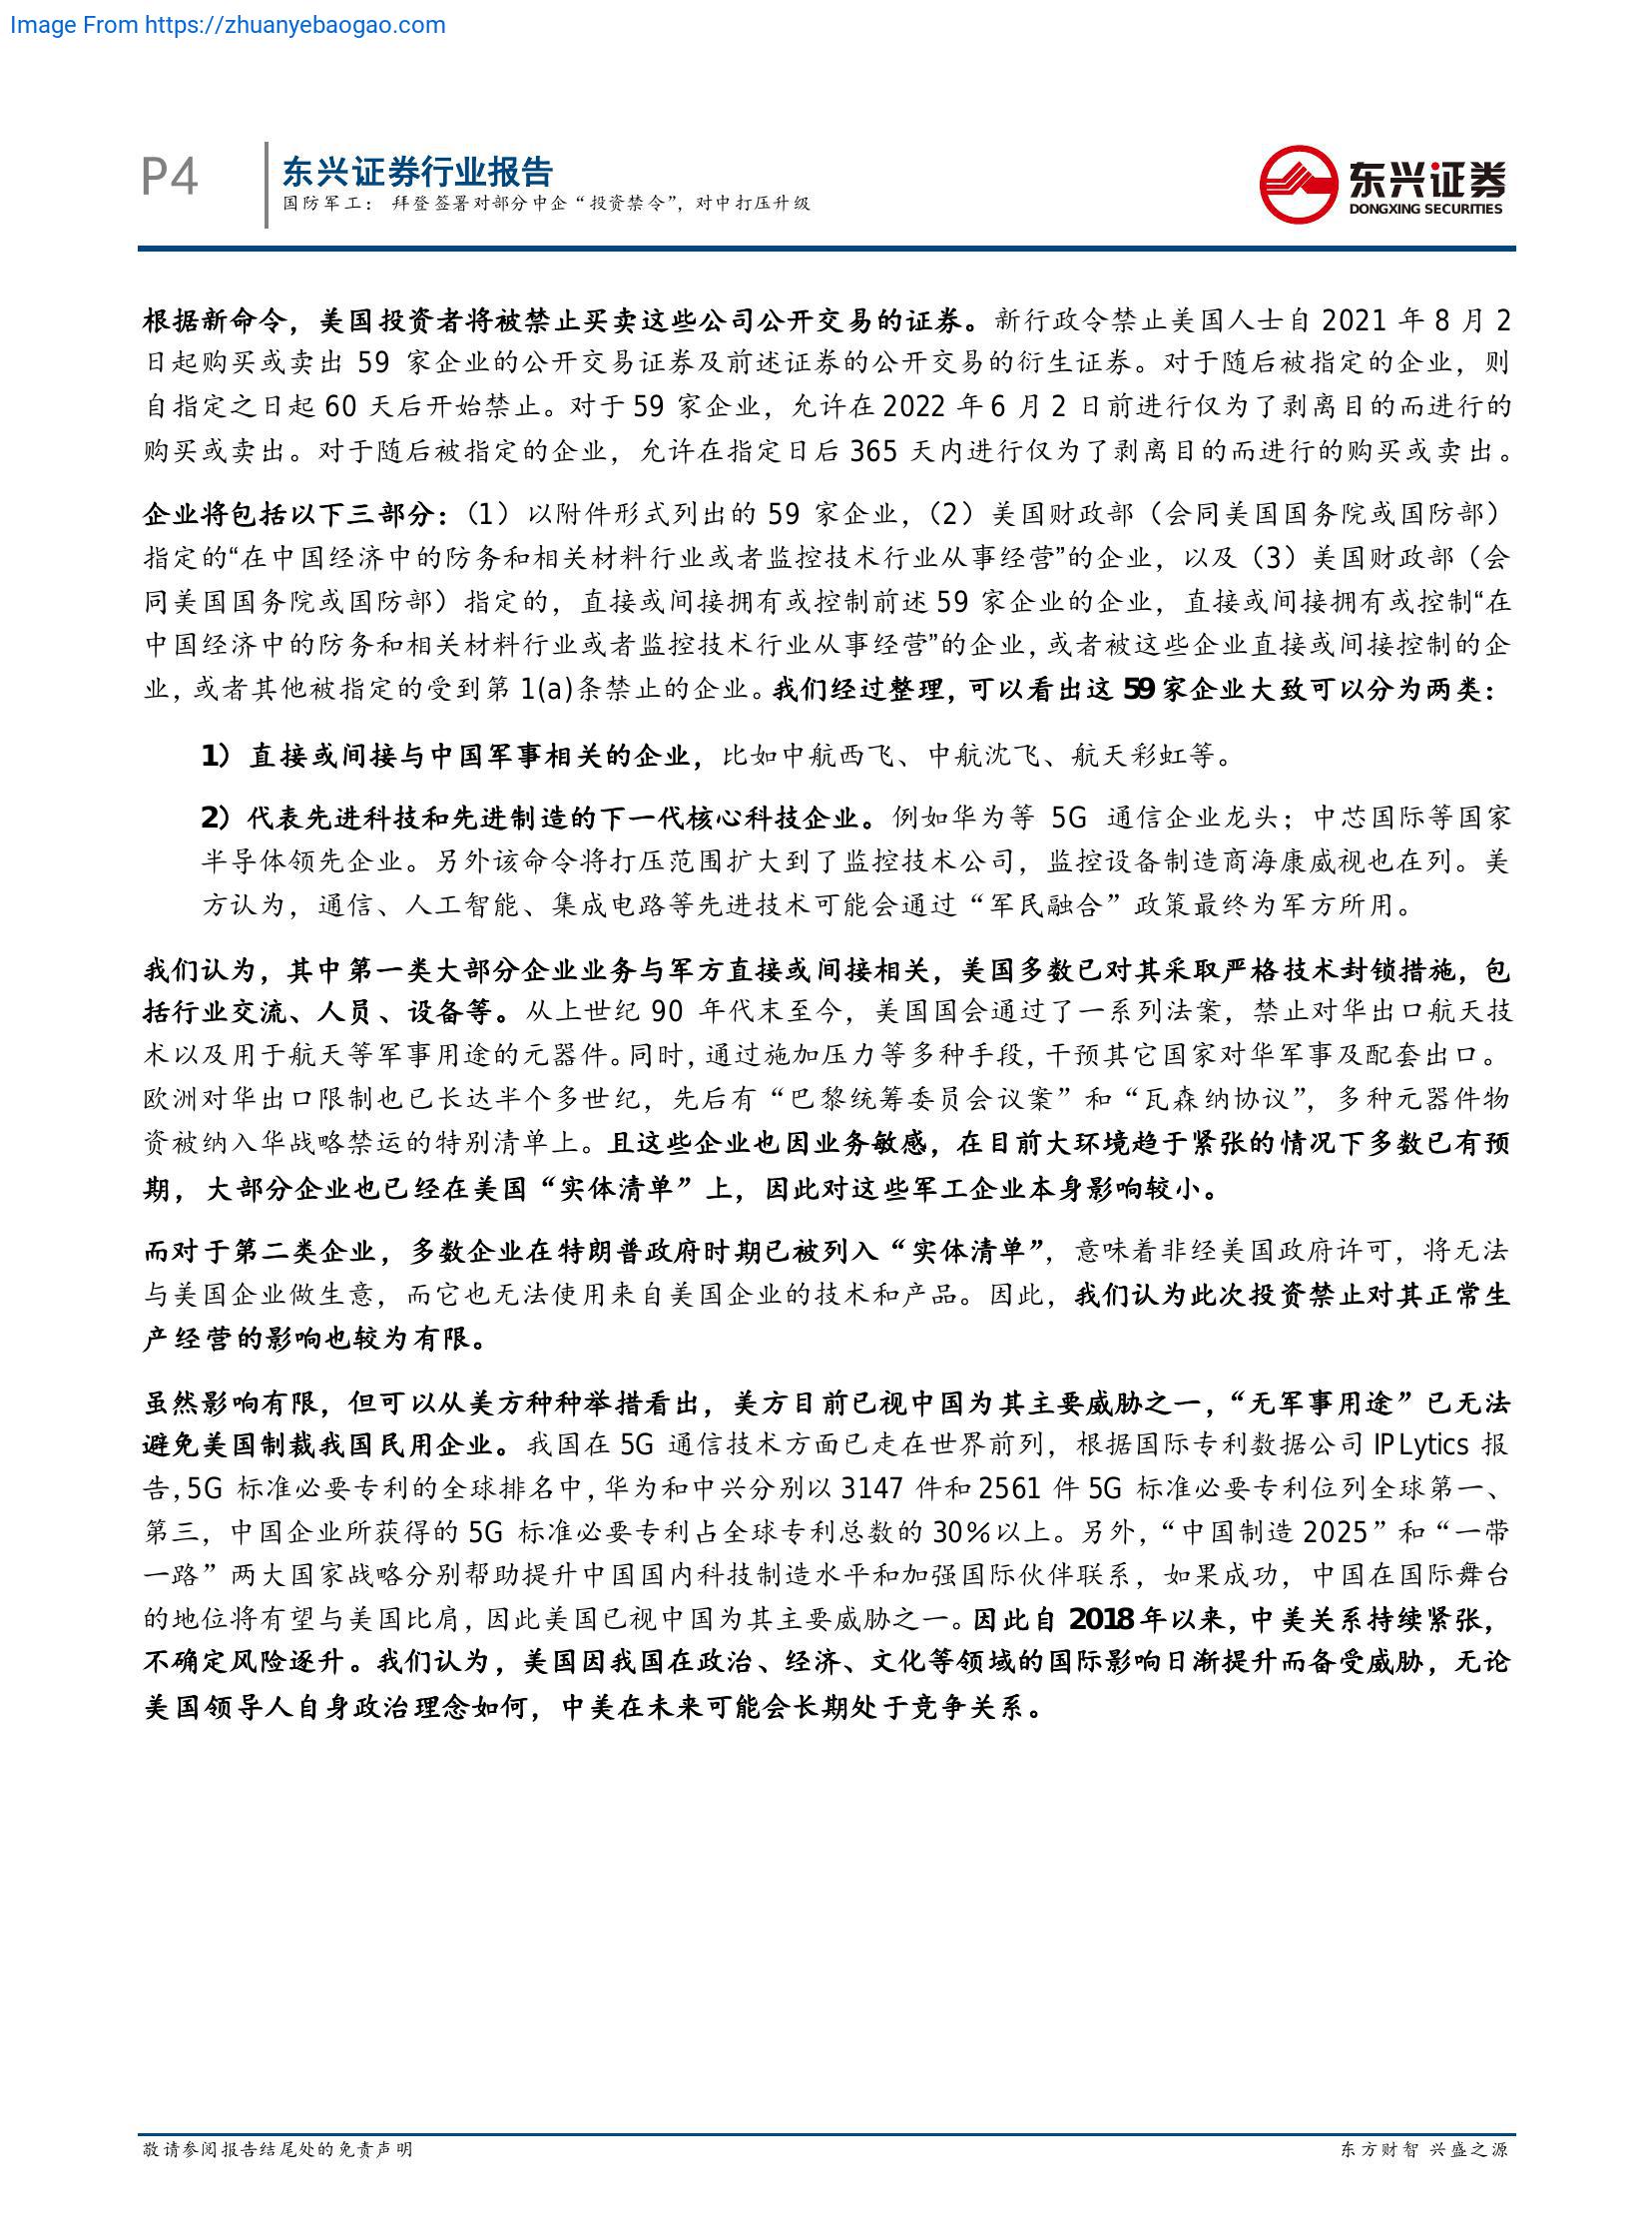 Image From https://zhuanyebaogao.com
P4
东兴证券行业报告
国防军工： 拜登签署对部分中企“投资禁令”，对中打压升级
东兴证券
DONGXING SECURITIES
根据新命令，美国投资者将被禁止买卖这些公司公开交易的证券。新行政令禁止美国人士自 2021 年 8 月 2
日起购买或卖出 59 家企业的公开交易证券及前述证券的公开交易的衍生证券。对于随后被指定的企业，则
自指定之日起 60 天后开始禁止。对于 59 家企业，允许在 2022 年 6 月 2 日前进行仅为了剥离目的而进行的
购买或卖出。对于随后被指定的企业，允许在指定日后 365 天内进行仅为了剥离目的而进行的购买或卖出。
企业将包括以下三部分：（1）以附件形式列出的 59 家企业，（2）美国财政部（会同美国国务院或国防部）
指定的“在中国经济中的防务和相关材料行业或者监控技术行业从事经营”的企业，以及（3）美国财政部（会
同美国国务院或国防部）指定的，直接或间接拥有或控制前述 59 家企业的企业，直接或间接拥有或控制“在
中国经济中的防务和相关材料行业或者监控技术行业从事经营”的企业，或者被这些企业直接或间接控制的企
业，或者其他被指定的受到第 1(a)条禁止的企业。我们经过整理，可以看出这 59 家企业大致可以分为两类：
1）直接或间接与中国军事相关的企业，比如中航西飞、中航沈飞、航天彩虹等。
2）代表先进科技和先进制造的下一代核心科技企业。例如华为等 5G 通信企业龙头；中芯国际等国家
半导体领先企业。另外该命令将打压范围扩大到了监控技术公司，监控设备制造商海康威视也在列。美
方认为，通信、人工智能、集成电路等先进技术可能会通过“军民融合”政策最终为军方所用。
我们认为，其中第一类大部分企业业务与军方直接或间接相关，美国多数已对其采取严格技术封锁措施，包
括行业交流、人员、设备等。从上世纪 90 年代末至今，美国国会通过了一系列法案，禁止对华出口航天技
术以及用于航天等军事用途的元器件。同时，通过施加压力等多种手段，干预其它国家对华军事及配套出口。
欧洲对华出口限制也已长达半个多世纪，先后有“巴黎统筹委员会议案”和“瓦森纳协议”，多种元器件物
资被纳入华战略禁运的特别清单上。且这些企业也因业务敏感，在目前大环境趋于紧张的情况下多数已有预
期，大部分企业也已经在美国“实体清单”上，因此对这些军工企业本身影响较小。
而对于第二类企业，多数企业在特朗普政府时期已被列入“实体清单”，意味着非经美国政府许可，将无法
与美国企业做生意，而它也无法使用来自美国企业的技术和产品。因此，我们认为此次投资禁止对其正常生
产经营的影响也较为有限。
虽然影响有限，但可以从美方种种举措看出，美方目前已视中国为其主要威胁之一，“无军事用途”已无法
避免美国制裁我国民用企业。我国在 5G 通信技术方面已走在世界前列，根据国际专利数据公司 IPLytics 报
告，5G 标准必要专利的全球排名中，华为和中兴分别以 3147 件和 2561 件 5G 标准必要专利位列全球第一、
第三，中国企业所获得的 5G 标准必要专利占全球专利总数的 30%以上。另外，“中国制造 2025”和“一带
一路”两大国家战略分别帮助提升中国国内科技制造水平和加强国际伙伴联系，如果成功，中国在国际舞台
的地位将有望与美国比肩，因此美国已视中国为其主要威胁之一。因此自 2018 年以来，中美关系持续紧张，
不确定风险逐升。我们认为，美国因我国在政治、经济、文化等领域的国际影响日渐提升而备受威胁，无论
美国领导人自身政治理念如何，中美在未来可能会长期处于竞争关系。
敬请参阅报告结尾处的免责声明
东方财智 兴盛之源